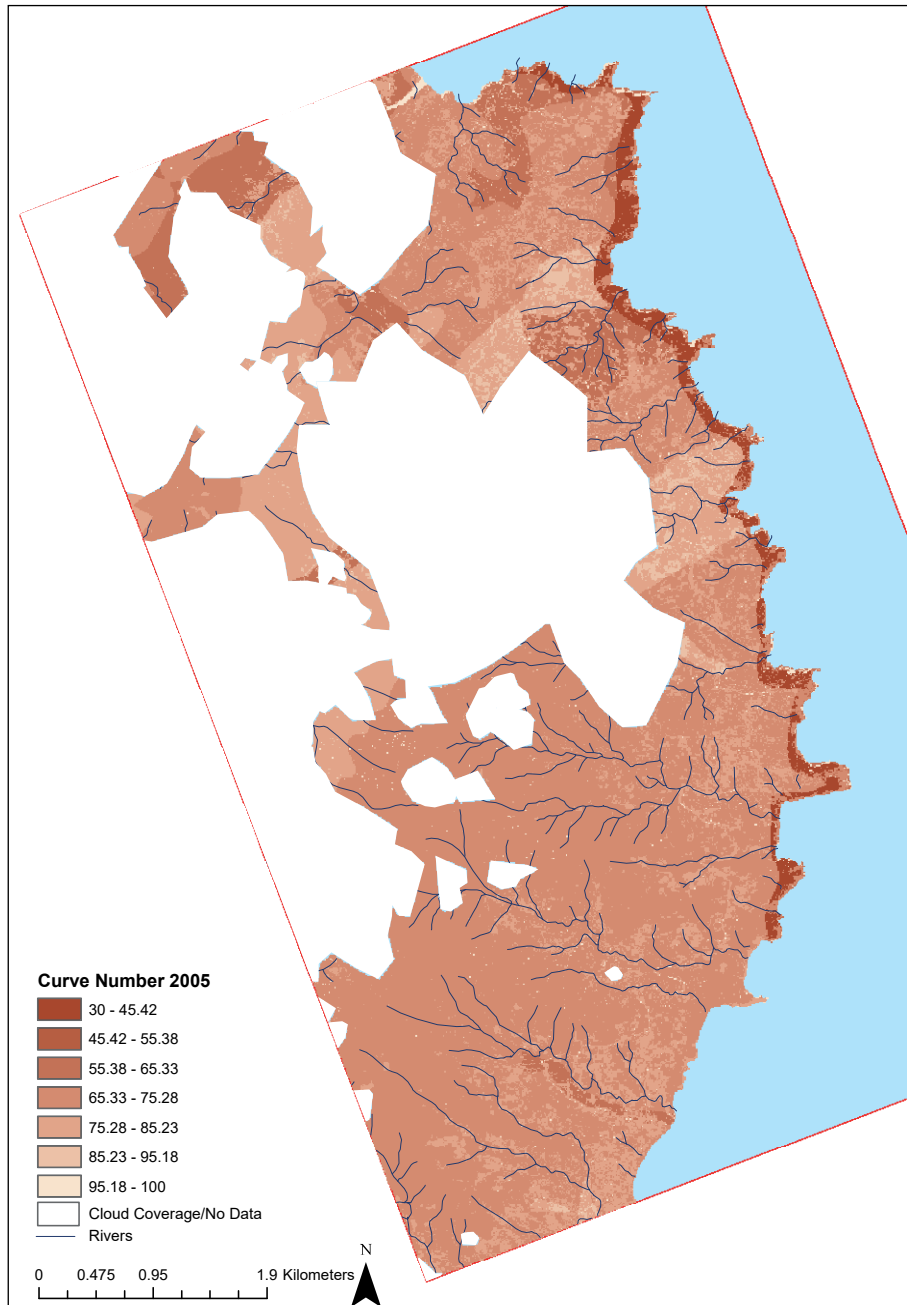 Curve Number 2005
30 - 45.42
45.42 - 55.38
55.38 - 65.33
65.33 - 75.28
75.28 - 85.23
85.23 - 95.18
95.18 - 100
Cloud Coverage/No Data
Rivers
N
0 0.475 0.95 1.9 Kilometers